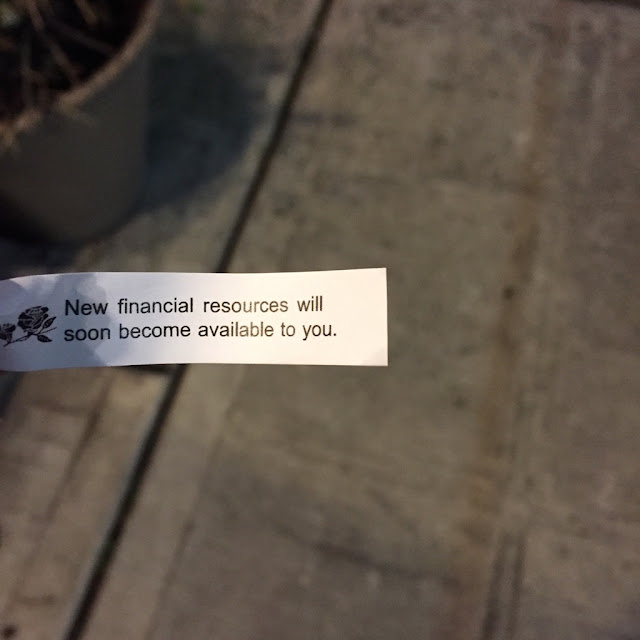 New financial resources will
soon become available to you.